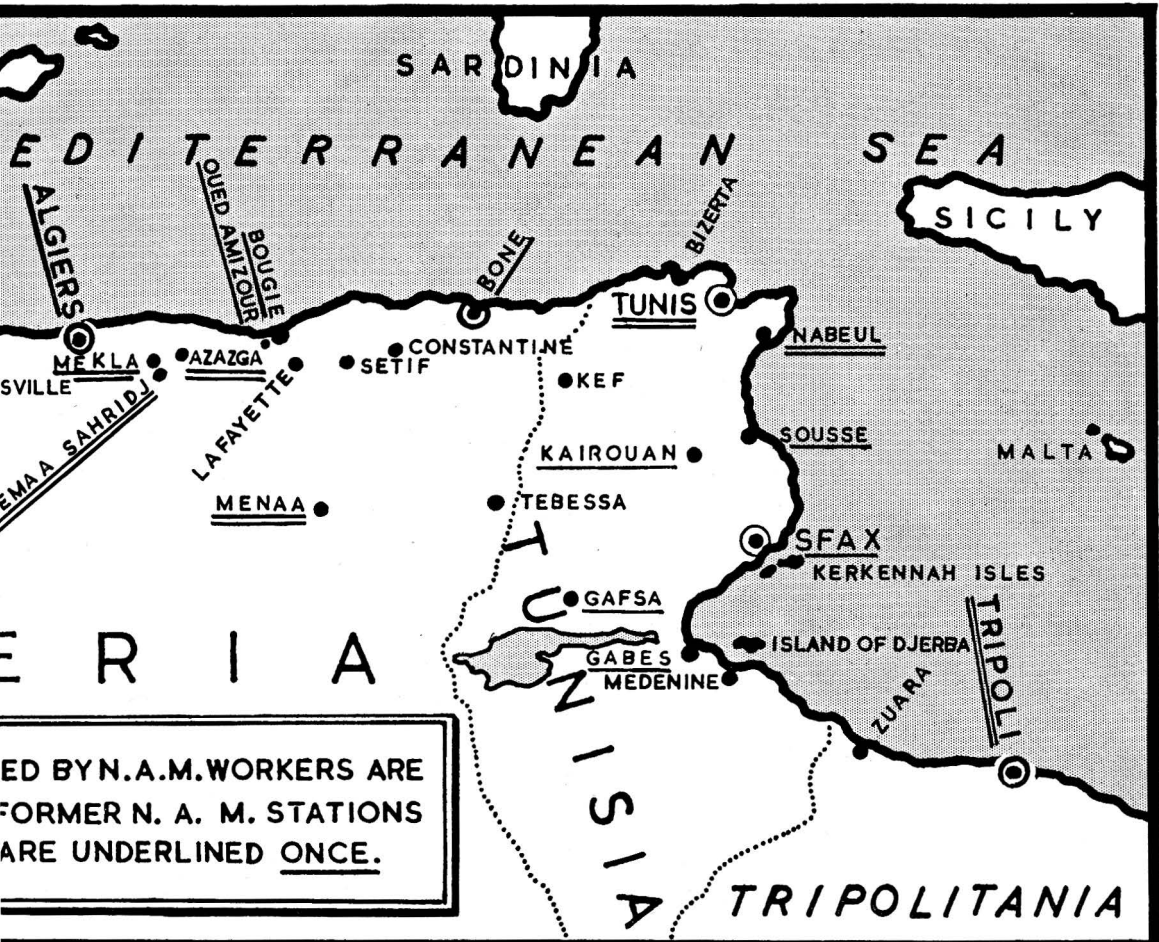 SARDINIA
EDITERRANEAN SEA
SICILY
ALGIERS
OUED AMIZOUR
BOUGIE
BONE
BIZERTA
TUNIS
NABEUL
MEKLA
AZAZGA
SETIF
CONSTANTINE
KEF
SVILLE
EMAA SAHRIDJ
LAFAYETTE
KAIROUAN
SOUSSE
MALTA
MENAA
TEBESSA
SFAX
KERKENNAH ISLES
GAFSA
TRIPOLI
ERIA
GABES
ISLAND OF DJERBA
MEDENINE
ZUARA
TUNISIA
ED BY N.A.M. WORKERS ARE
FORMER N. A. M. STATIONS
ARE UNDERLINED ONCE.
TRIPOLITANIA